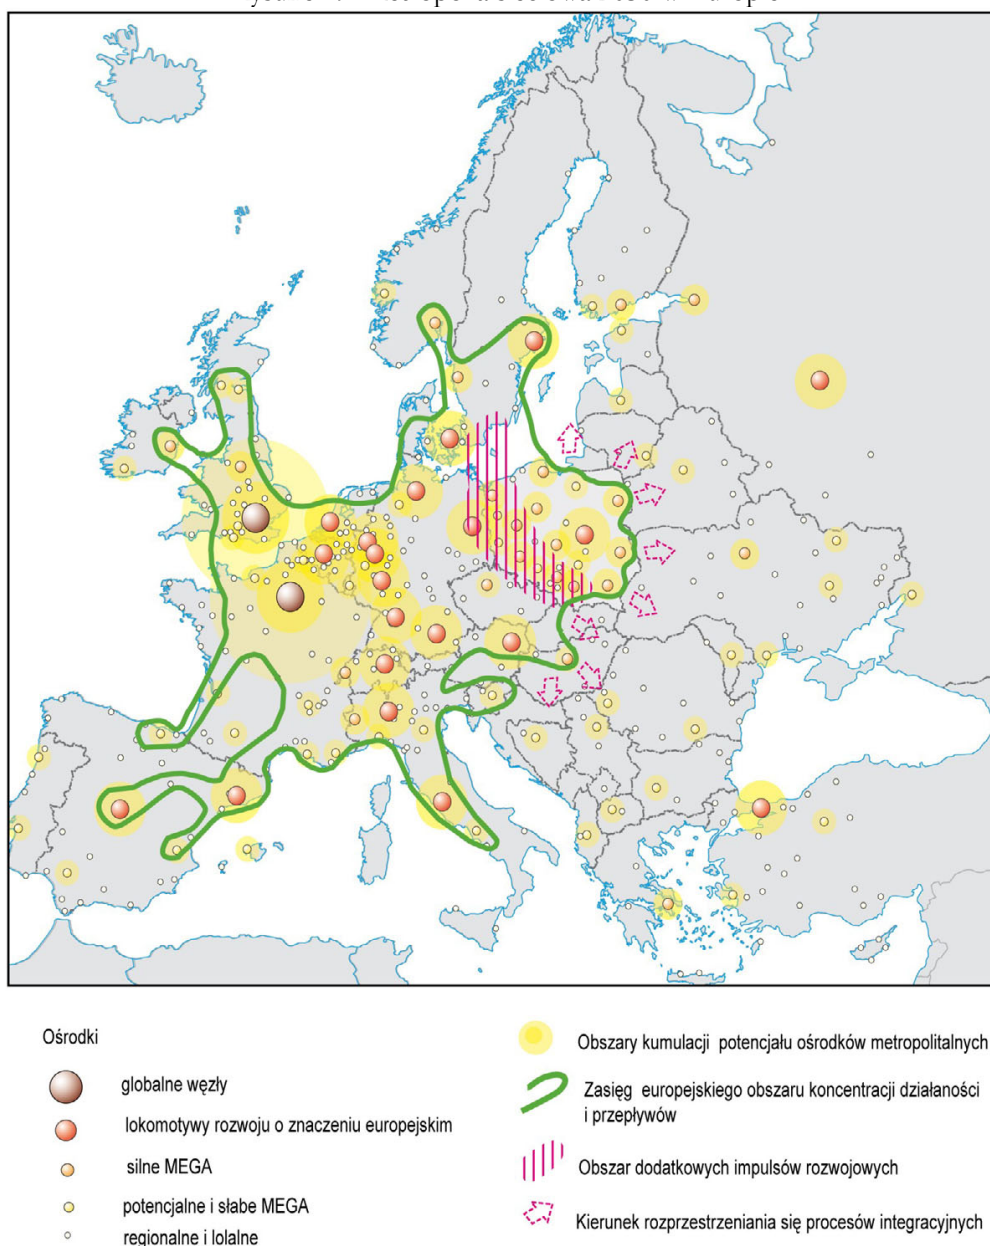 Ośrodki
globalne węzły
lokomotywy rozwoju o znaczeniu europejskim
silne MEGA
potencjalne i słabe MEGA
regionalne i lolalne
Obszary kumulacji potencjału ośrodków metropolitalnych
Zasięg europejskiego obszaru koncentracji działaności
i przepływów
Obszar dodatkowych impulsów rozwojowych
Kierunek rozprzestrzeniania się procesów integracyjnych